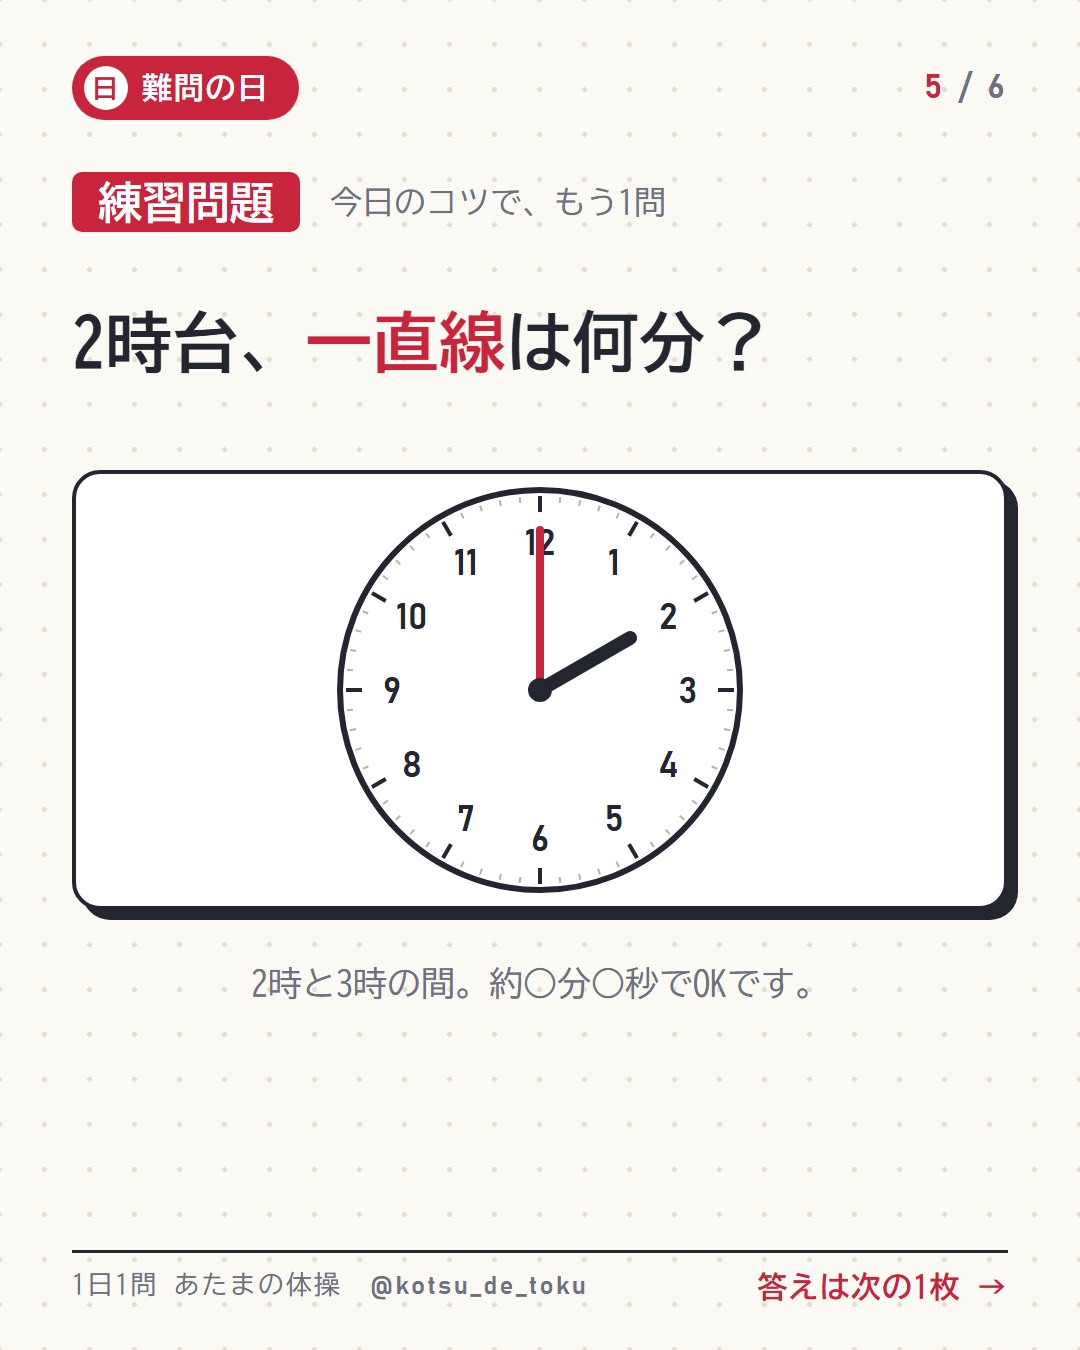 日 難問の日
5 / 6
練習問題 今日のコツで、もう1問
2時台、一直線は何分？
12
11 1
10 2
9 3
8 4
7 5
6
2時と3時の間。約○分○秒でOKです。
1日1問 あたまの体操 @kotsu_de_toku 答えは次の1枚 →